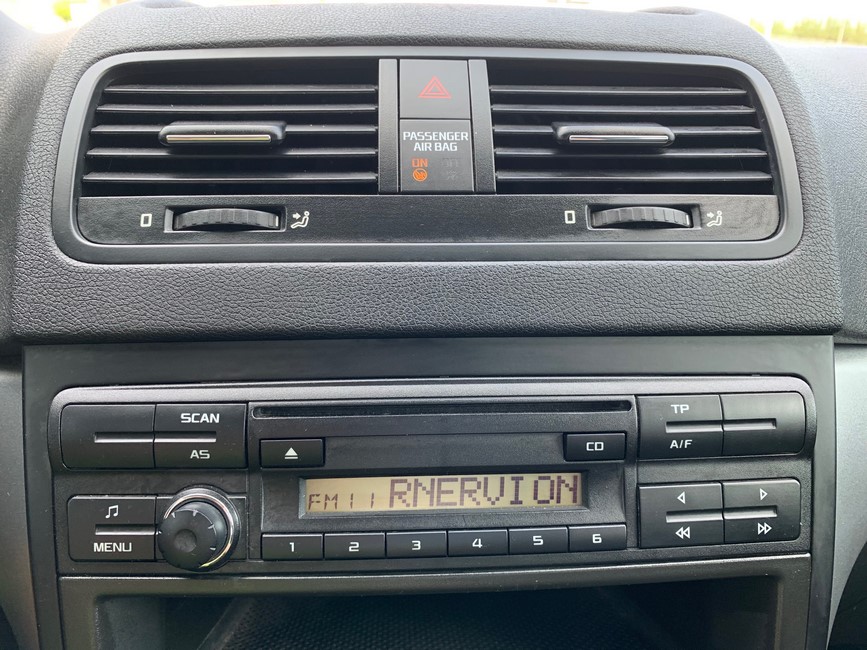 PASSENGER
AIR BAG
ON
0
0
SCAN
AS
TP
A/F
CD
FM11 RNERVION
MENU
1 2 3 4 5 6